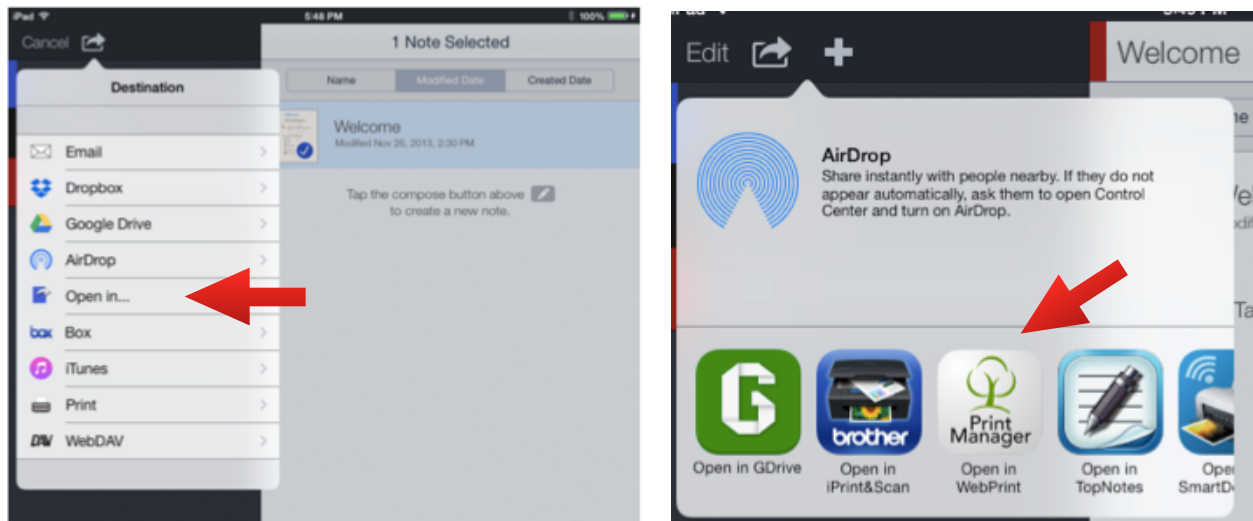 iPad
5:48 PM
100%
Cancel
1 Note Selected
Destination
Name
Modified Date
Created Date
Email
Dropbox
Google Drive
AirDrop
Open in...
box
Box
iTunes
Print
DAV
WebDAV
Welcome
Modified Nov 26, 2013, 2:30 PM
Tap the compose button above
to create a new note.
Edit
Welcome
AirDrop
Share instantly with people nearby. If they do not
appear automatically, ask them to open Control
Center and turn on AirDrop.
brother
Print
Manager
Open in GDrive
Open in
iPrint&Scan
Open in
WebPrint
Open in
TopNotes